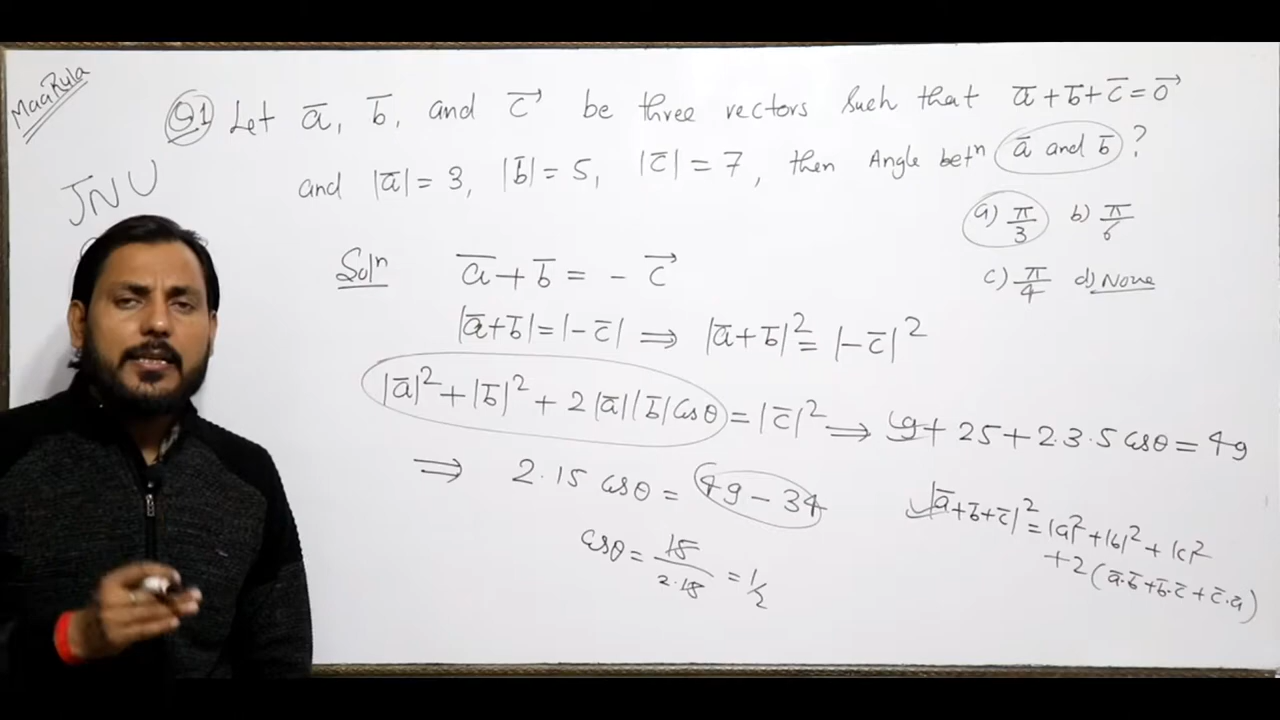 MaaRula
JNU
Q1 Let a̅, b̅, and c⃗ be three vectors such that a̅+b̅+c̅=0⃗
and |a̅|=3, |b̅|=5, |c̅|=7, then Angle betⁿ a̅ and b̅ ?
a) π/3 b) π/6
c) π/4 d) None
Solⁿ a̅+b̅ = - c⃗
|a̅+b̅|=|-c̅| ⟹ |a̅+b̅|²=|-c̅|²
|a̅|²+|b̅|²+2|a̅||b̅|cosθ=|c̅|² ⟹ 9+25+2.3.5 cosθ=49
⟹ 2.15 cosθ = 49-34
cosθ = 15/2.15 = 1/2
|a̅+b̅+c̅|²=|a|²+|b|²+|c|²
+2(a̅.b̅+b̅.c̅+c̅.a̅)